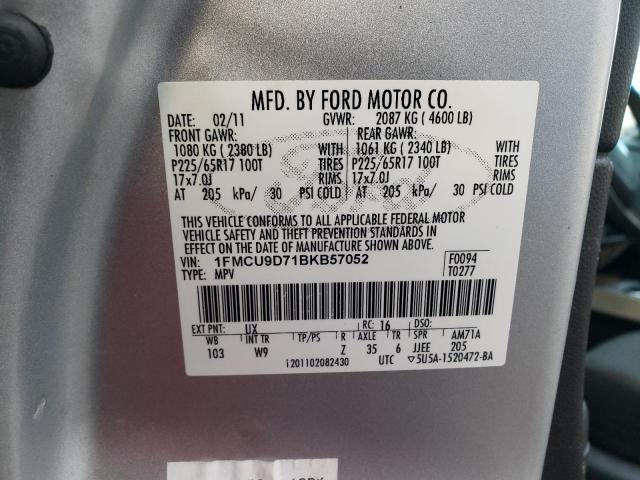 MFD. BY FORD MOTOR CO.
DATE: 02/11 GVWR: 2087 KG ( 4600 LB)
FRONT GAWR: REAR GAWR:
1080 KG ( 2380 LB) WITH 1061 KG ( 2340 LB) WITH
P225/65R17 100T TIRES P225/65R17 100T TIRES
17x7.0J RIMS 17x7.0J RIMS
AT 205 kPa/ 30 PSI COLD AT 205 kPa/ 30 PSI COLD
THIS VEHICLE CONFORMS TO ALL APPLICABLE FEDERAL MOTOR
VEHICLE SAFETY AND THEFT PREVENTION STANDARDS IN
EFFECT ON THE DATE OF MANUFACTURE SHOWN ABOVE.
VIN: 1FMCU9D71BKB57052 F0094
TYPE: MPV T0277
EXT PNT: UX RC: 16 DSO:
WB INT TR TP/PS R AXLE TR SPR AM71A
103 W9 Z 35 6 JJEE 205
i201102082430 UTC ▽5U5A-1520472-BA